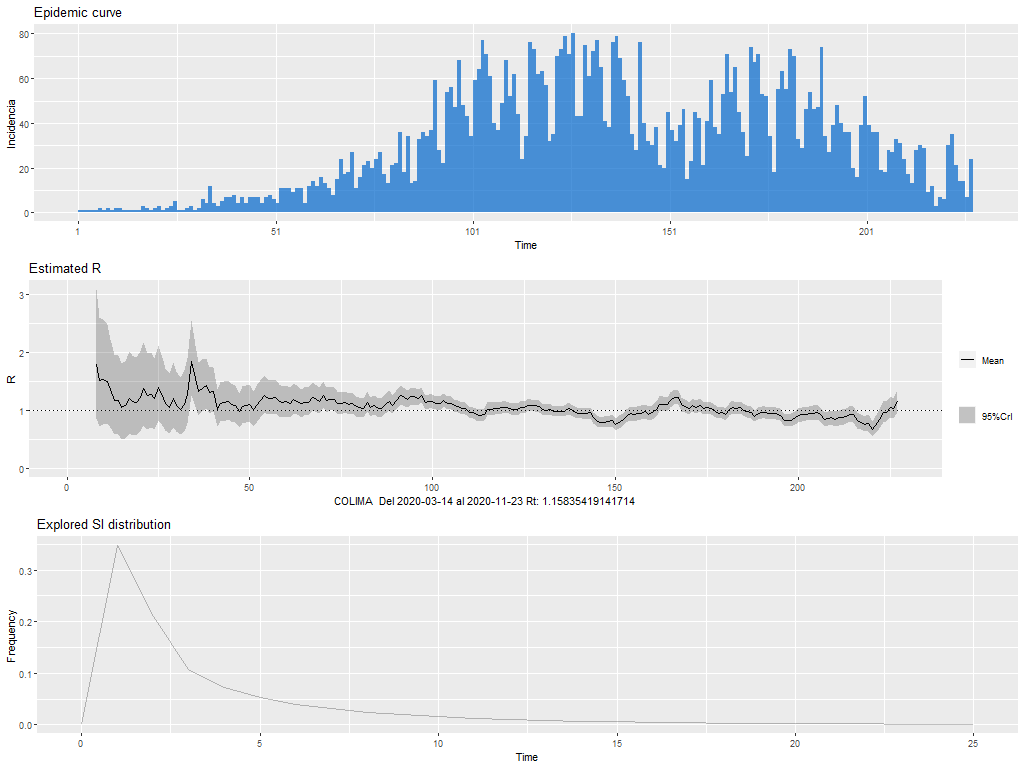 Epidemic curve
80
60
40
20
0
Incidencia
1
51
101
151
201
Time
Estimated R
3
2
1
0
R
Mean
95%CrI
0
50
100
150
200
COLIMA Del 2020-03-14 al 2020-11-23 Rt: 1.15835419141714
Explored SI distribution
0.3
0.2
0.1
0.0
Frequency
0
5
10
15
20
25
Time